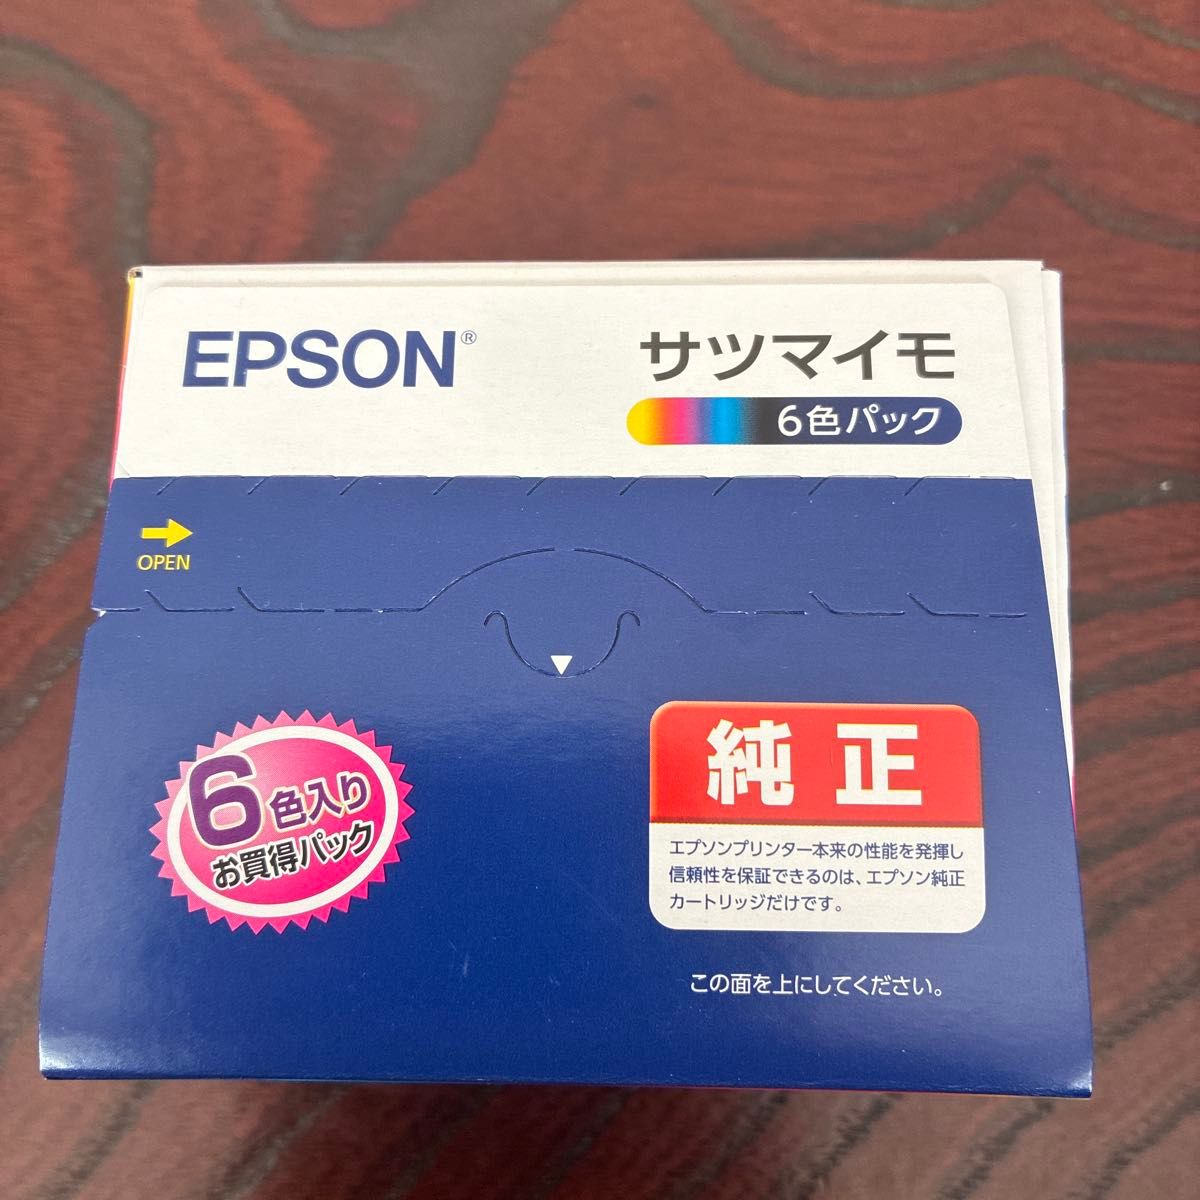 EPSON®
サツマイモ
6色パック
OPEN
6色入り
お買得パック
純正
エプソンプリンター本来の性能を発揮し
信頼性を保証できるのは、エプソン純正
カートリッジだけです。
この面を上にしてください。